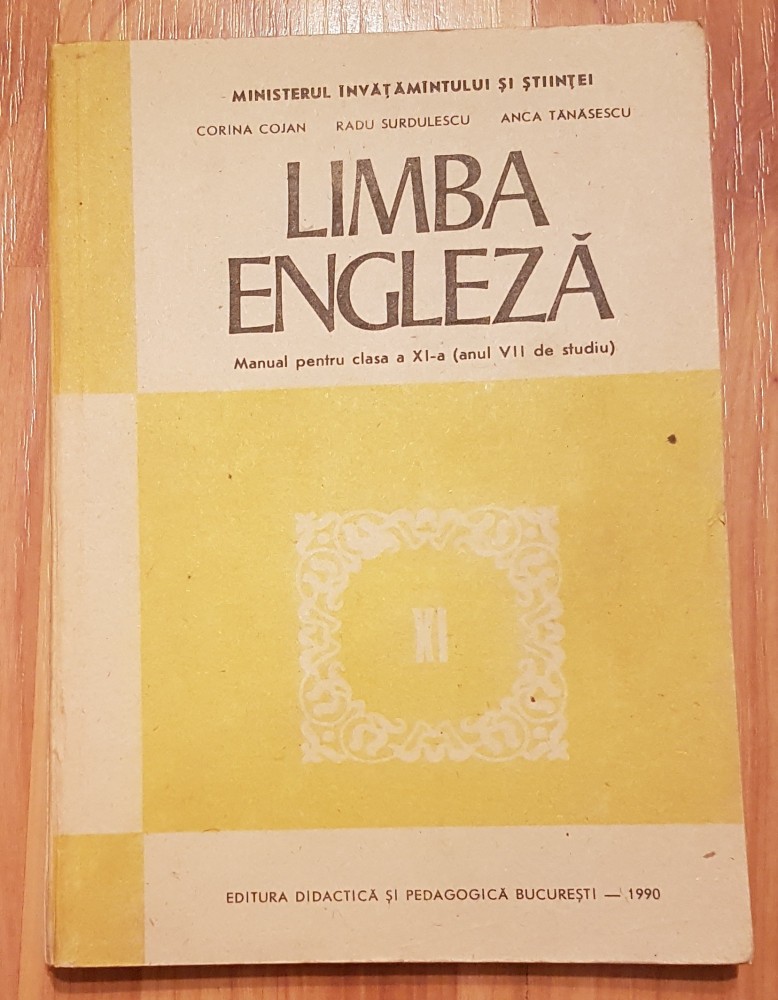 MINISTERUL ÎNVĂȚĂMÎNTULUI ȘI ȘTIINȚEI
CORINA COJAN RADU SURDULESCU ANCA TĂNĂSESCU
LIMBA
ENGLEZĂ
Manual pentru clasa a XI-a (anul VII de studiu)
XI
EDITURA DIDACTICĂ ȘI PEDAGOGICĂ BUCUREȘTI — 1990